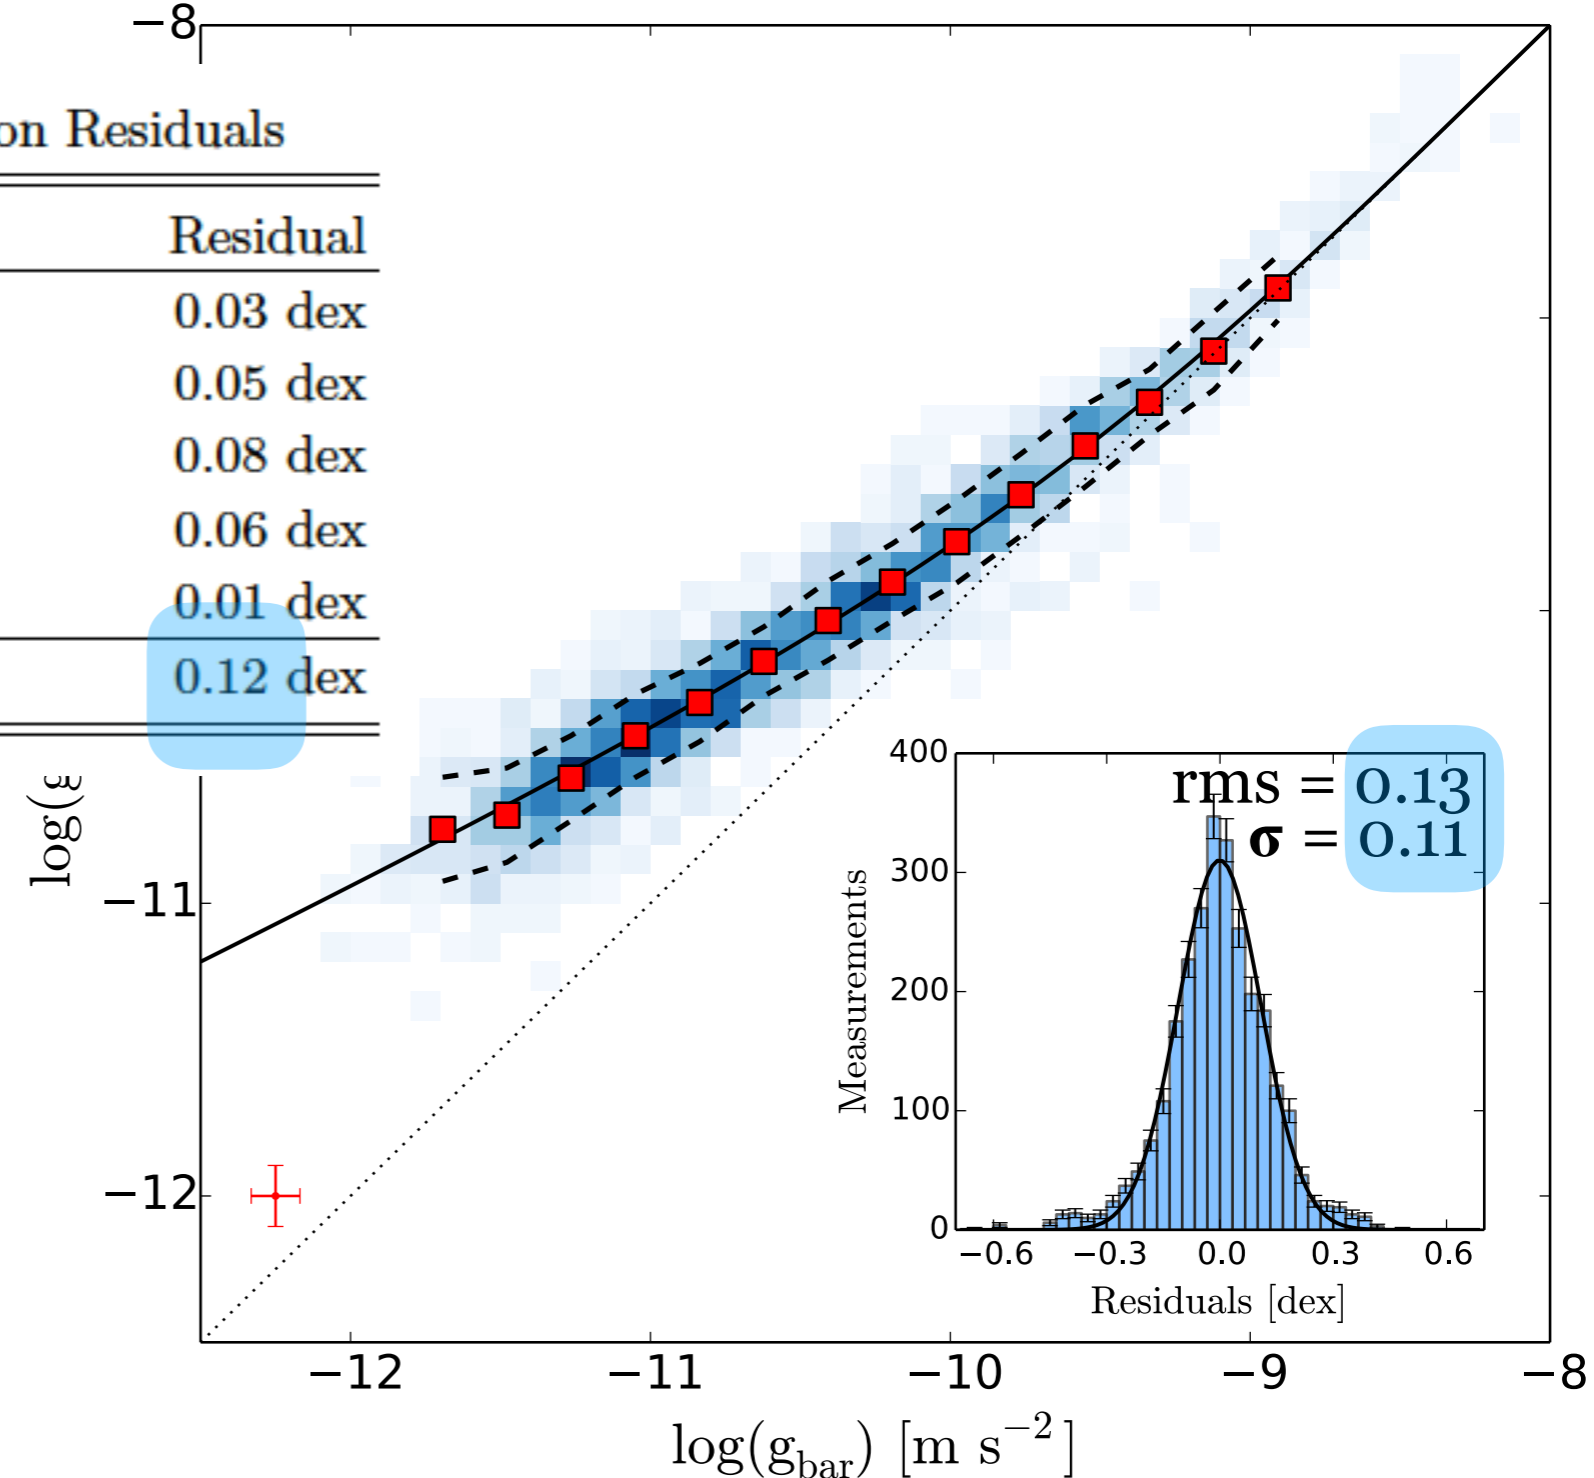 −8
on Residuals
Residual
0.03 dex
0.05 dex
0.08 dex
0.06 dex
0.01 dex
0.12 dex
log(g
−11
−12
400
300
200
100
0
Measurements
rms = 0.13
σ = 0.11
−0.6 −0.3 0.0 0.3 0.6
Residuals [dex]
−12 −11 −10 −9 −8
log(gbar) [m s−2]